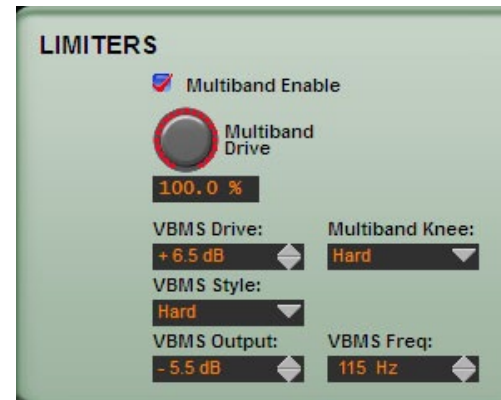 LIMITERS
Multiband Enable
Multiband
Drive
100.0 %
VBMS Drive: Multiband Knee:
+ 6.5 dB Hard
VBMS Style:
Hard
VBMS Output: VBMS Freq:
- 5.5 dB 115 Hz